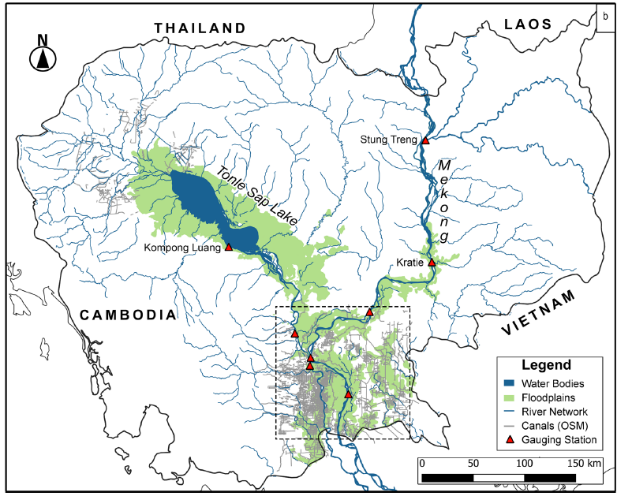 THAILAND
LAOS
b
N
Stung Treng
Mekong
Tonle Sap Lake
Kompong Luang
Kratie
CAMBODIA
VIETNAM
Legend
Water Bodies
Floodplains
River Network
Canals (OSM)
Gauging Station
0 50 100 150 km